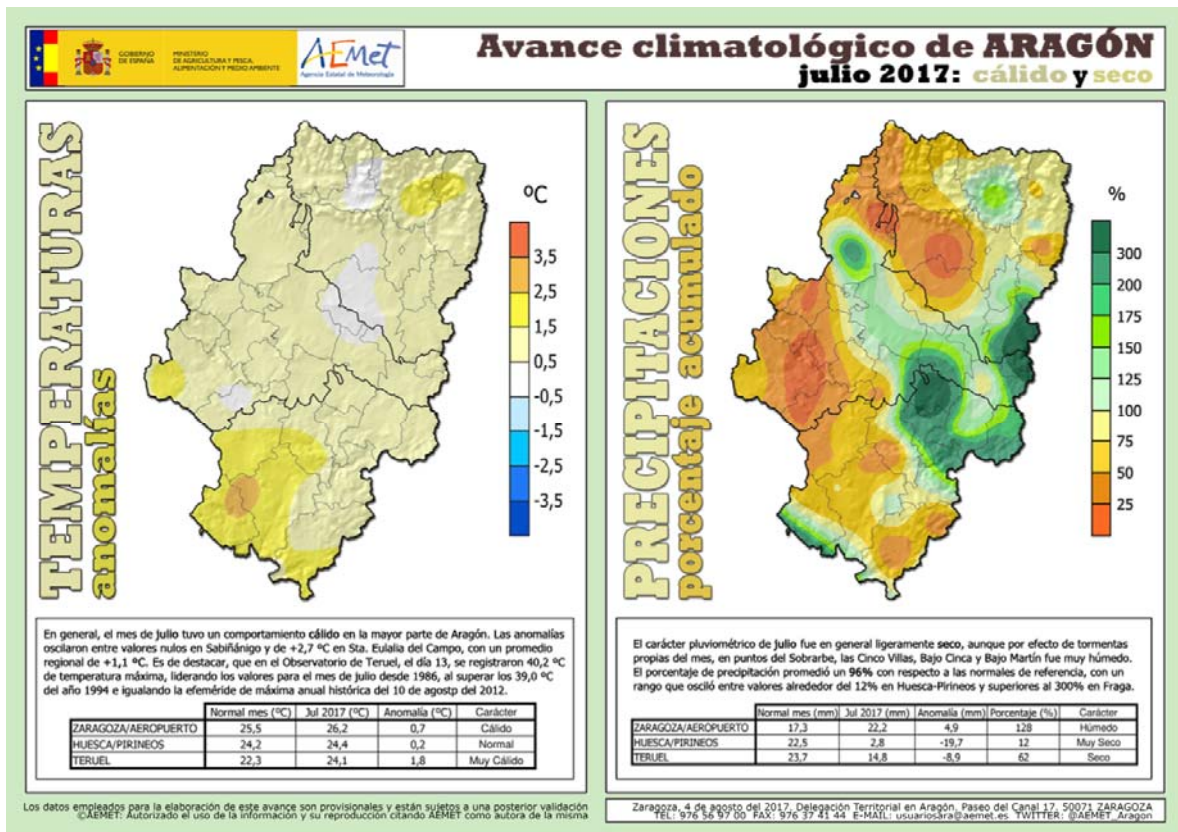 GOBIERNO
DE ESPAÑA
MINISTERIO
DE AGRICULTURA Y PESCA,
ALIMENTACIÓN Y MEDIO AMBIENTE
AEMet
Agencia Estatal de Meteorología
Avance climatológico de ARAGÓN
julio 2017: cálido y seco
TEMPERATURAS
anomalías
ºC
3,5
2,5
1,5
0,5
-0,5
-1,5
-2,5
-3,5
En general, el mes de julio tuvo un comportamiento cálido en la mayor parte de Aragón. Las anomalías
oscilaron entre valores nulos en Sabiñánigo y de +2,7 ºC en Sta. Eulalia del Campo, con un promedio
regional de +1,1 ºC. Es de destacar, que en el Observatorio de Teruel, el día 13, se registraron 40,2 ºC
de temperatura máxima, liderando los valores para el mes de julio desde 1986, al superar los 39,0 ºC
del año 1994 e igualando la efeméride de máxima anual histórica del 10 de agostp del 2012.
Normal mes (ºC) Jul 2017 (ºC) Anomalía (ºC) Carácter
ZARAGOZA/AEROPUERTO 25,5 26,2 0,7 Cálido
HUESCA/PIRINEOS 24,2 24,4 0,2 Normal
TERUEL 22,3 24,1 1,8 Muy Cálido
Los datos empleados para la elaboración de este avance son provisionales y están sujetos a una posterior validación
©AEMET: Autorizado el uso de la información y su reproducción citando AEMET como autora de la misma
PRECIPITACIONES
porcentaje acumulado
%
300
200
175
150
125
100
75
50
25
El carácter pluviométrico de julio fue en general ligeramente seco, aunque por efecto de tormentas
propias del mes, en puntos del Sobrarbe, las Cinco Villas, Bajo Cinca y Bajo Martín fue muy húmedo.
El porcentaje de precipitación promedió un 96% con respecto a las normales de referencia, con un
rango que osciló entre valores alrededor del 12% en Huesca-Pirineos y superiores al 300% en Fraga.
Normal mes (mm) Jul 2017 (mm) Anomalía (mm) Porcentaje (%) Carácter
ZARAGOZA/AEROPUERTO 17,3 22,2 4,9 128 Húmedo
HUESCA/PIRINEOS 22,5 2,8 -19,7 12 Muy Seco
TERUEL 23,7 14,8 -8,9 62 Seco
Zaragoza, 4 de agosto del 2017. Delegación Territorial en Aragón. Paseo del Canal 17. 50071 ZARAGOZA
TEL: 976 56 97 00 FAX: 976 37 41 44 E-MAIL: usuariosara@aemet.es TWITTER: @AEMET_Aragon